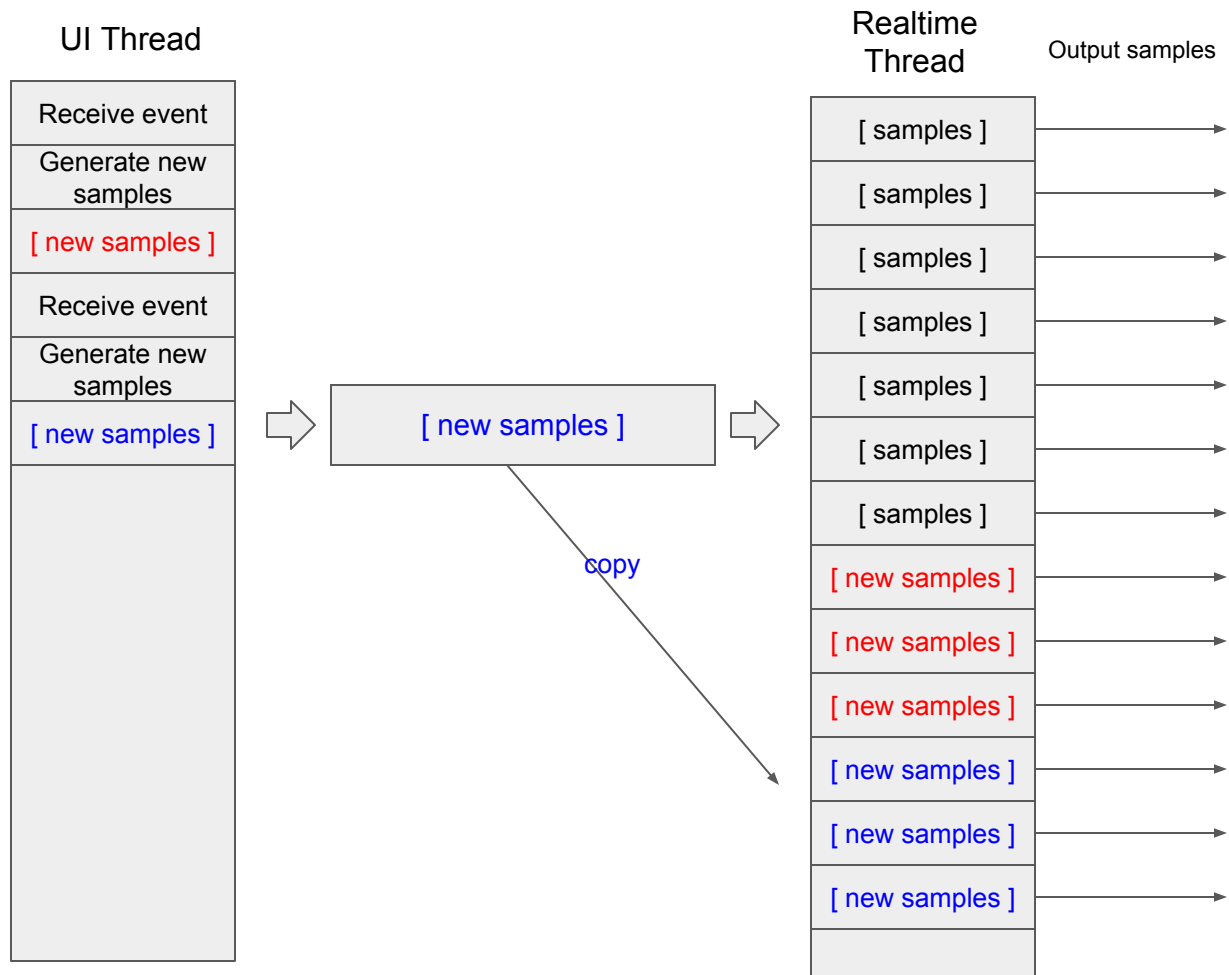 UI Thread
Receive event
Generate new
samples
[ new samples ]
Receive event
Generate new
samples
[ new samples ]
[ new samples ]
copy
Realtime
Thread
[ samples ]
[ samples ]
[ samples ]
[ samples ]
[ samples ]
[ samples ]
[ samples ]
[ new samples ]
[ new samples ]
[ new samples ]
[ new samples ]
[ new samples ]
[ new samples ]
Output samples